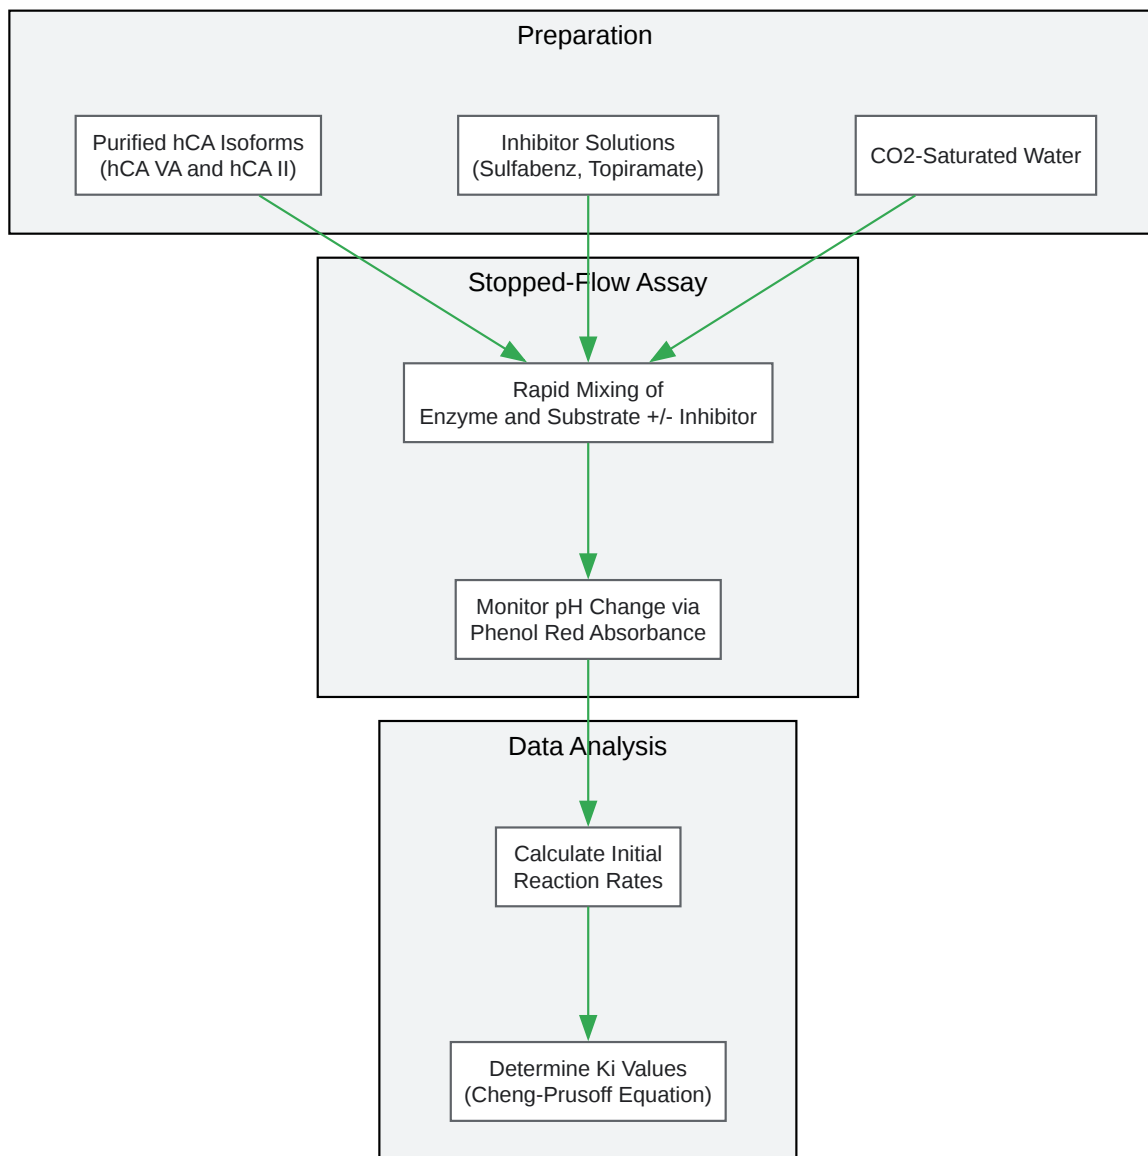 Preparation
Purified hCA Isoforms
(hCA VA and hCA II)
Inhibitor Solutions
(Sulfabenz, Topiramate)
CO2-Saturated Water
Stopped-Flow Assay
Rapid Mixing of
Enzyme and Substrate +/- Inhibitor
Monitor pH Change via
Phenol Red Absorbance
Data Analysis
Calculate Initial
Reaction Rates
Determine Ki Values
(Cheng-Prusoff Equation)